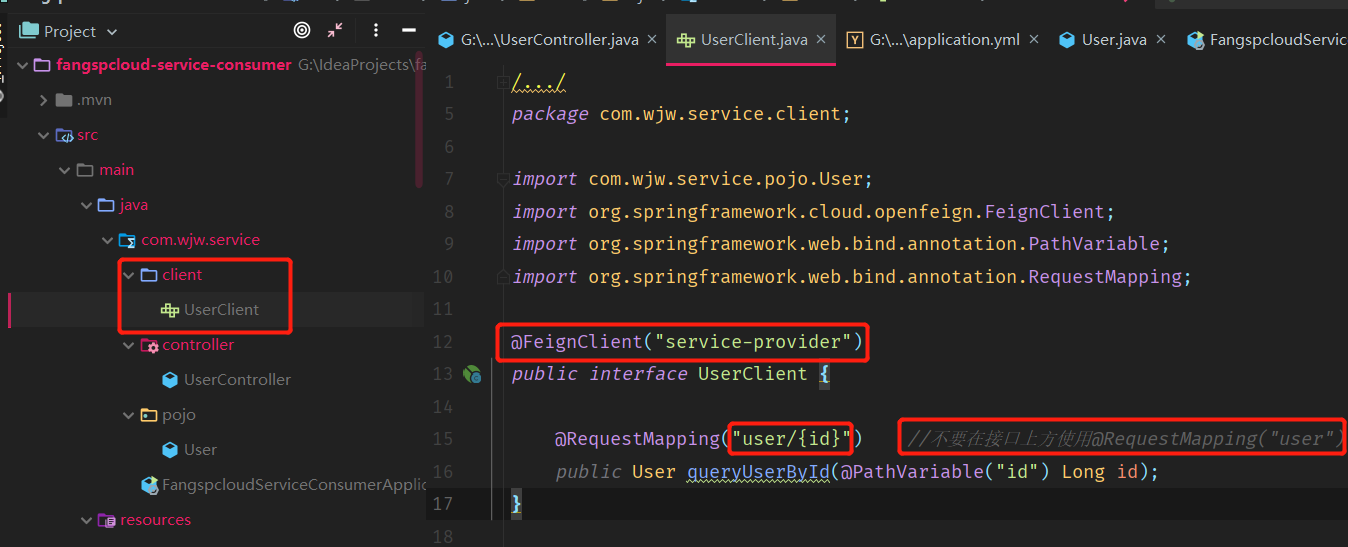 Project
fangspcloud-service-consumer G:\IdeaProjects\fa
.mvn
src
main
java
com.wjw.service
client
UserClient
controller
UserController
pojo
User
FangspcloudServiceConsumerApplic
resources
G:\...\UserController.java
UserClient.java
G:\...\application.yml
User.java
FangspcloudServic
1 /.../
5 package com.wjw.service.client;
6
7 import com.wjw.service.pojo.User;
8 import org.springframework.cloud.openfeign.FeignClient;
9 import org.springframework.web.bind.annotation.PathVariable;
10 import org.springframework.web.bind.annotation.RequestMapping;
11
12 @FeignClient("service-provider")
13 public interface UserClient {
14
15 @RequestMapping("user/{id}") //不要在接口上方使用@RequestMapping("user")
16 public User queryUserById(@PathVariable("id") Long id);
17 }
18